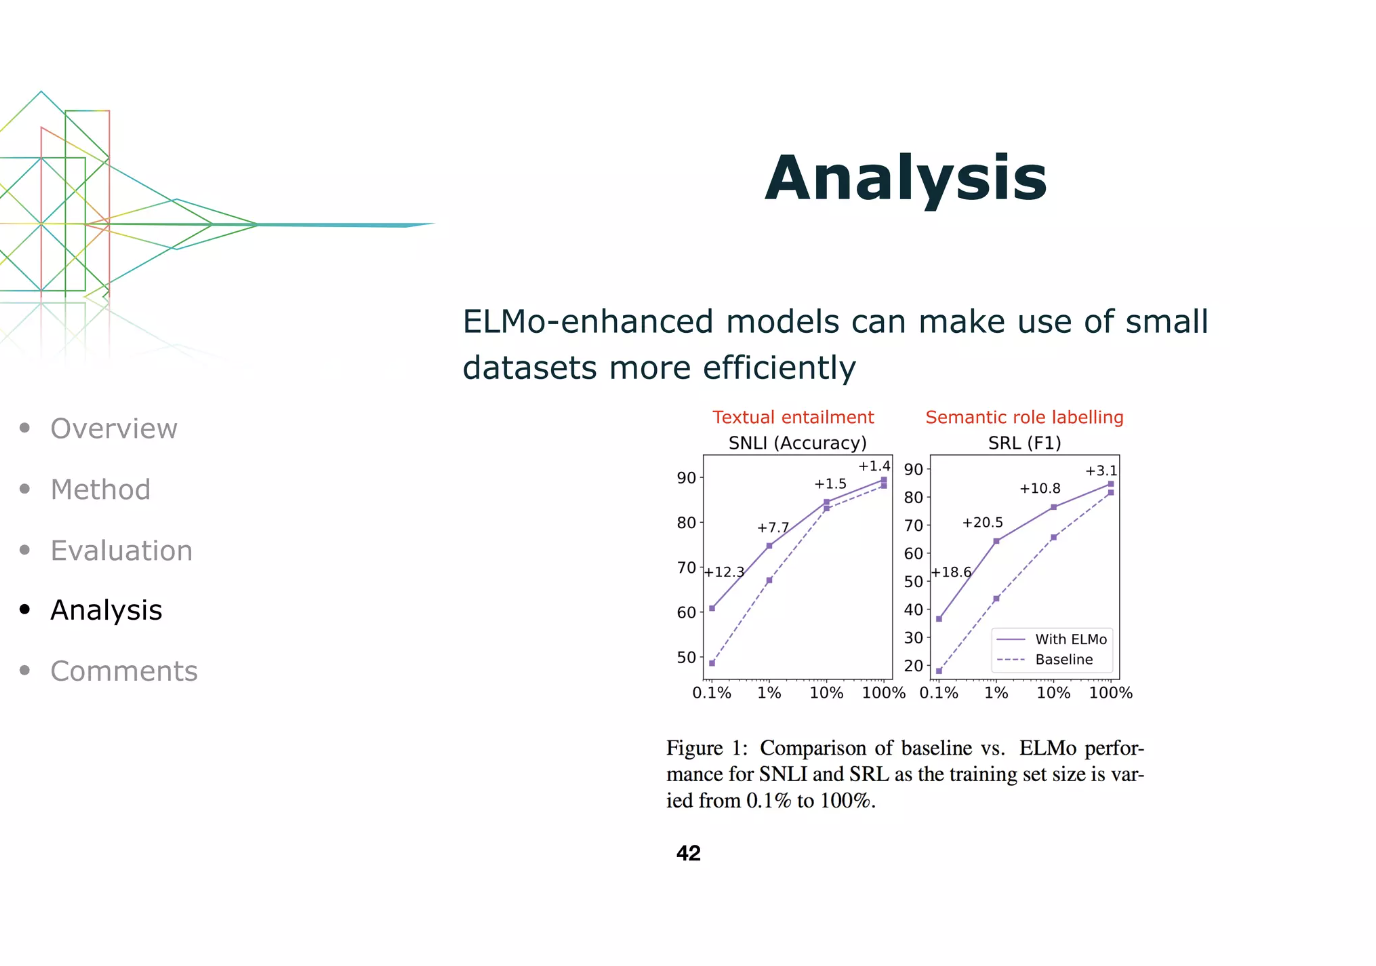 Analysis
ELMo-enhanced models can make use of small
datasets more efficiently
• Overview
• Method
• Evaluation
• Analysis
• Comments
Textual entailment
SNLI (Accuracy)
90
80
70
60
50
+12.3
+7.7
+1.5
+1.4
0.1% 1% 10% 100%
Semantic role labelling
SRL (F1)
90
80
70
60
50
40
30
20
+18.6
+20.5
+10.8
+3.1
With ELMo
Baseline
0.1% 1% 10% 100%
Figure 1: Comparison of baseline vs. ELMo perfor-
mance for SNLI and SRL as the training set size is var-
ied from 0.1% to 100%.
42